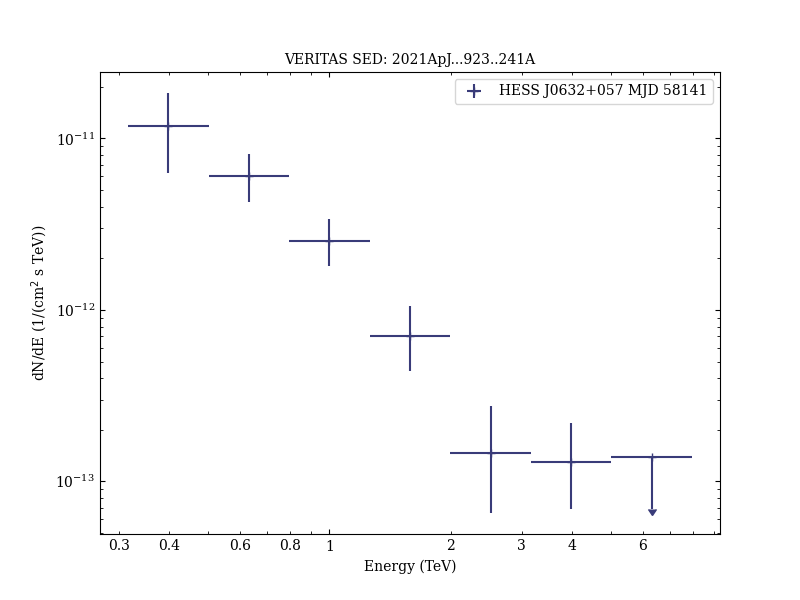 VERITAS SED: 2021ApJ...923..241A
HESS J0632+057 MJD 58141
dN/dE (1/(cm² s TeV))
10⁻¹¹
10⁻¹²
10⁻¹³
0.3 0.4 0.6 0.8 1 2 3 4 6
Energy (TeV)